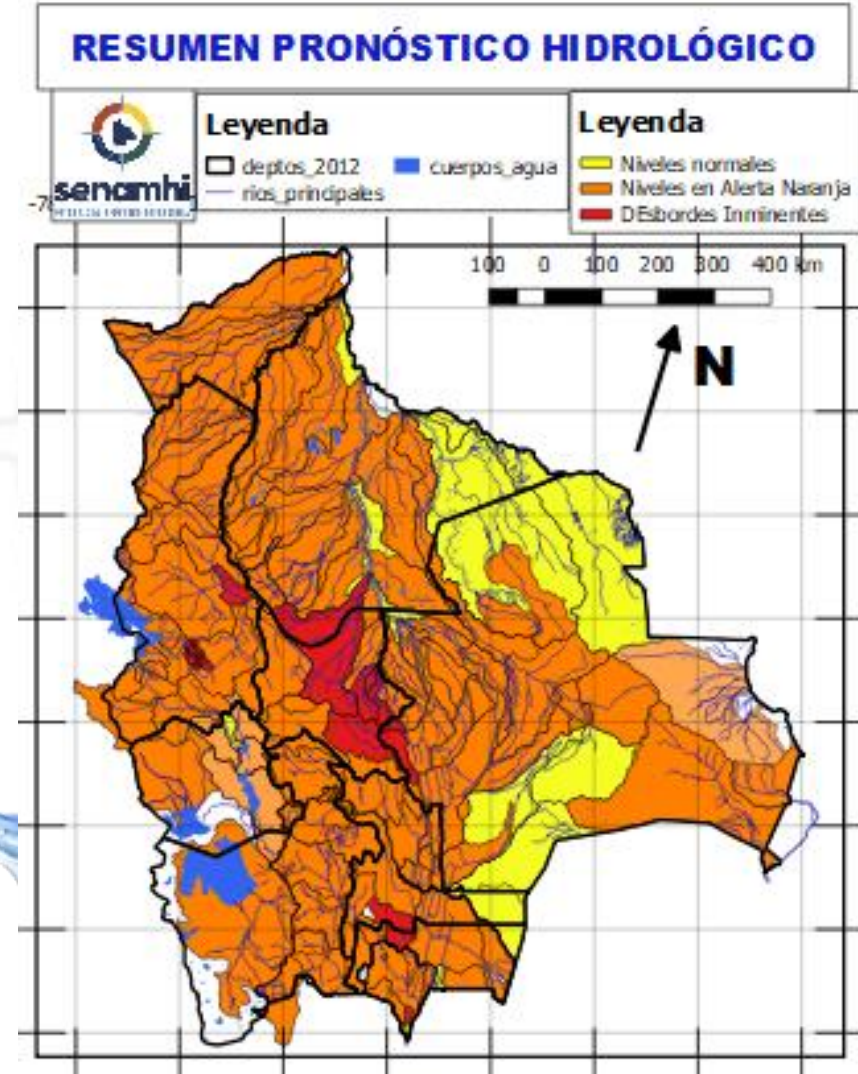 RESUMEN PRONÓSTICO HIDROLÓGICO
Leyenda
deptos_2012 cuerpos_agua
rios_principales
Leyenda
Niveles normales
Niveles en Alerta Naranja
DEsbordes Inminentes
senamhi
-7
100 0 100 200 300 400 km
N